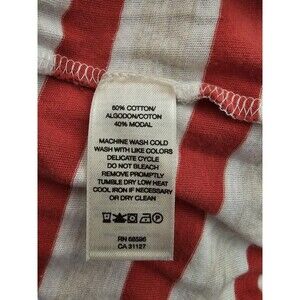 60% COTTON/
ALGODON/COTON
40% MODAL
MACHINE WASH COLD
WASH WITH LIKE COLORS
DELICATE CYCLE
DO NOT BLEACH
REMOVE PROMPTLY
TUMBLE DRY LOW HEAT
COOL IRON IF NECESSARY
OR DRY CLEAN
RN 66596
CA 31127